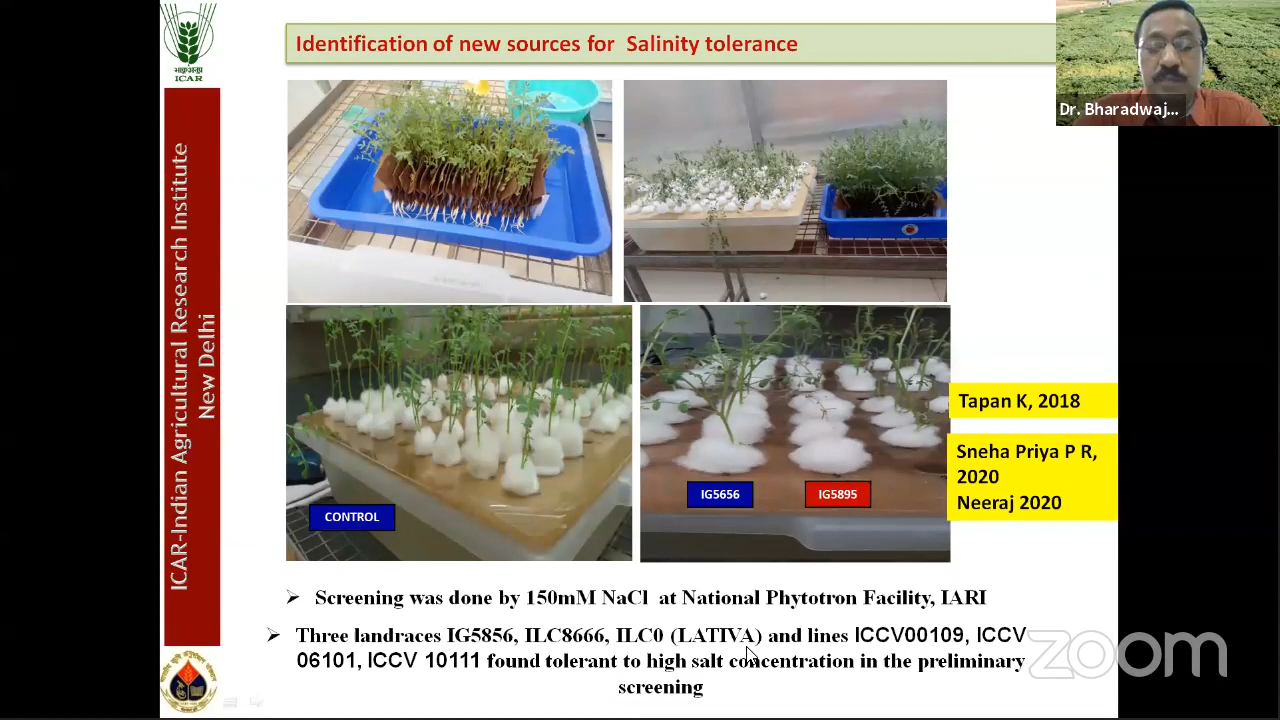 Identification of new sources for Salinity tolerance
Dr. Bharadwaj...
भाकृअनुप
ICAR
ICAR-Indian Agricultural Research Institute
New Delhi
Tapan K, 2018
Sneha Priya P R,
2020
Neeraj 2020
CONTROL
IG5656
IG5895
Screening was done by 150mM NaCl at National Phytotron Facility, IARI
Three landraces IG5856, ILC8666, ILC0 (LATIVA) and lines ICCV00109, ICCV
06101, ICCV 10111 found tolerant to high salt concentration in the preliminary
screening
zoom